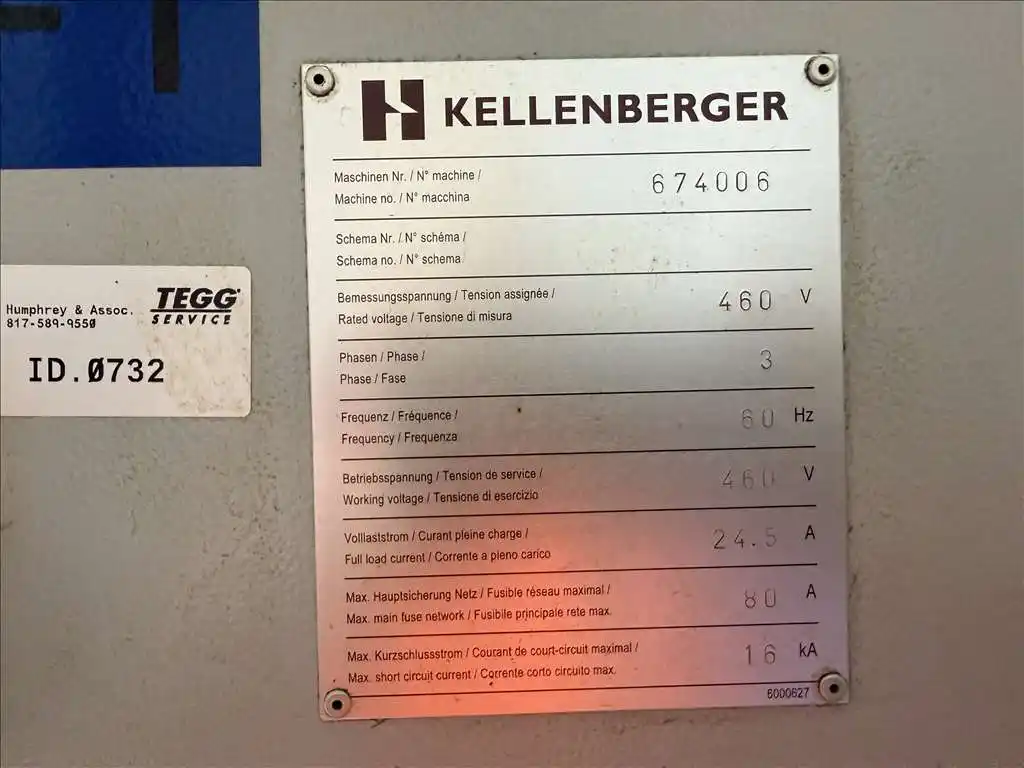 KELLENBERGER
Maschinen Nr. / N° machine /
Machine no. / N° macchina
674006
Schema Nr. / N° schéma /
Schema no. / N° schema
Bemessungsspannung / Tension assignée /
Rated voltage / Tensione di misura
460 V
Phasen / Phase /
Phase / Fase
3
Frequenz / Fréquence /
Frequency / Frequenza
60 Hz
Betriebsspannung / Tension de service /
Working voltage / Tensione di esercizio
460 V
Volllaststrom / Curant pleine charge /
Full load current / Corrente a pieno carico
24.5 A
Max. Hauptsicherung Netz / Fusible réseau maximal /
Max. main fuse network / Fusibile principale rete max.
80 A
Max. Kurzschlussstrom / Courant de court-circuit maximal /
Max. short circuit current / Corrente corto circuito max.
16 kA
6000627
Humphrey & Assoc.
817-589-9550
TEGG
SERVICE
ID.0732